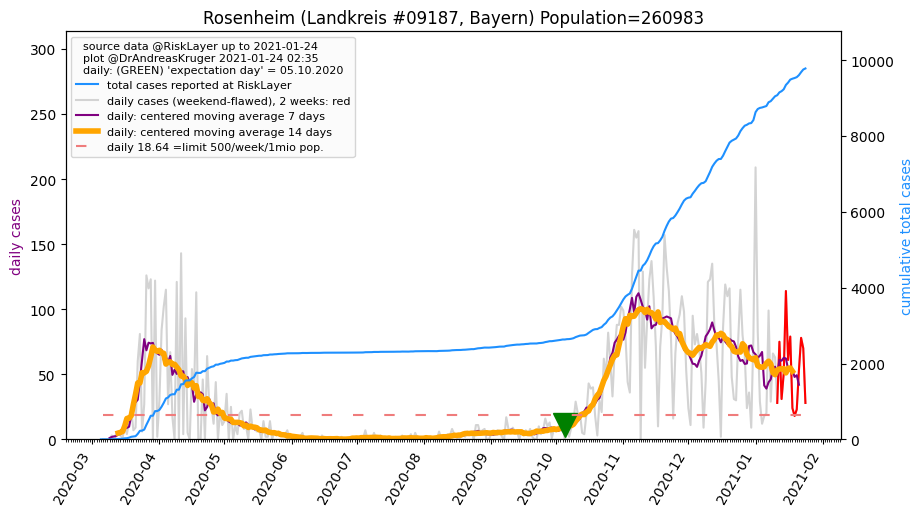 Rosenheim (Landkreis #09187, Bayern) Population=260983
source data @RiskLayer up to 2021-01-24
plot @DrAndreasKruger 2021-01-24 02:35
daily: (GREEN) 'expectation day' = 05.10.2020
total cases reported at RiskLayer
daily cases (weekend-flawed), 2 weeks: red
daily: centered moving average 7 days
daily: centered moving average 14 days
daily 18.64 =limit 500/week/1mio pop.
daily cases
300
250
200
150
100
50
0
cumulative total cases
10000
8000
6000
4000
2000
0
2020-03
2020-04
2020-05
2020-06
2020-07
2020-08
2020-09
2020-10
2020-11
2020-12
2021-01
2021-02